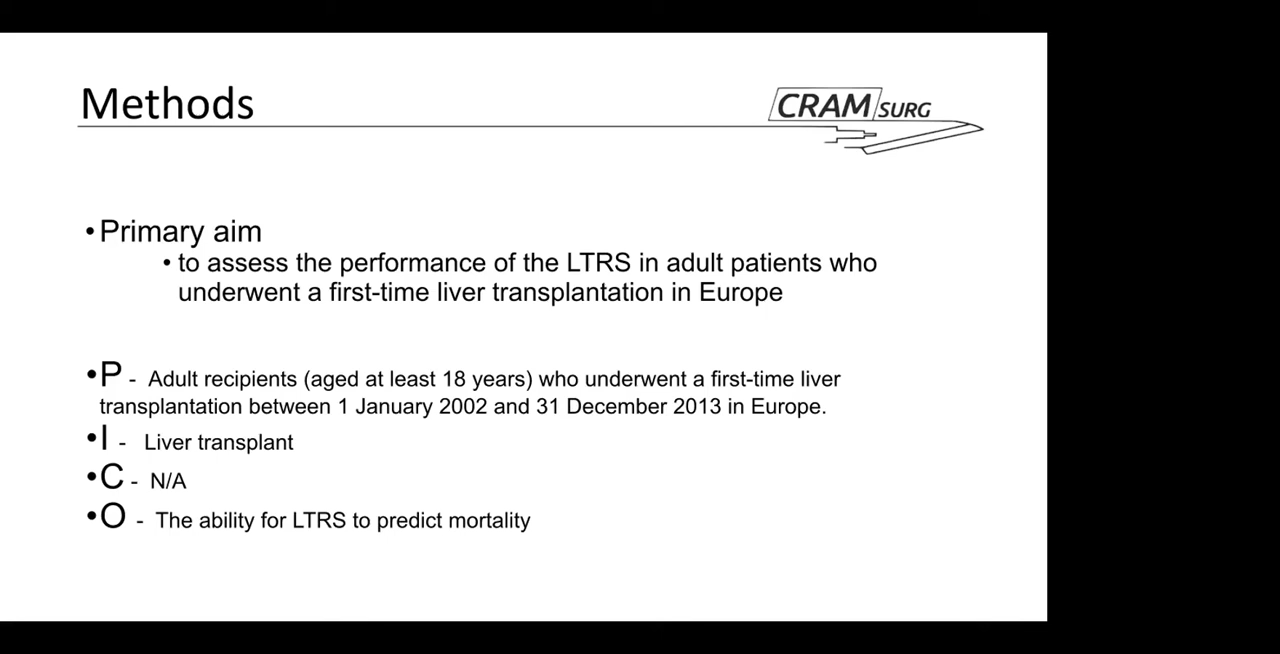 Methods
CRAM SURG
•Primary aim
• to assess the performance of the LTRS in adult patients who
underwent a first-time liver transplantation in Europe
•P - Adult recipients (aged at least 18 years) who underwent a first-time liver
transplantation between 1 January 2002 and 31 December 2013 in Europe.
•I - Liver transplant
•C - N/A
•O - The ability for LTRS to predict mortality